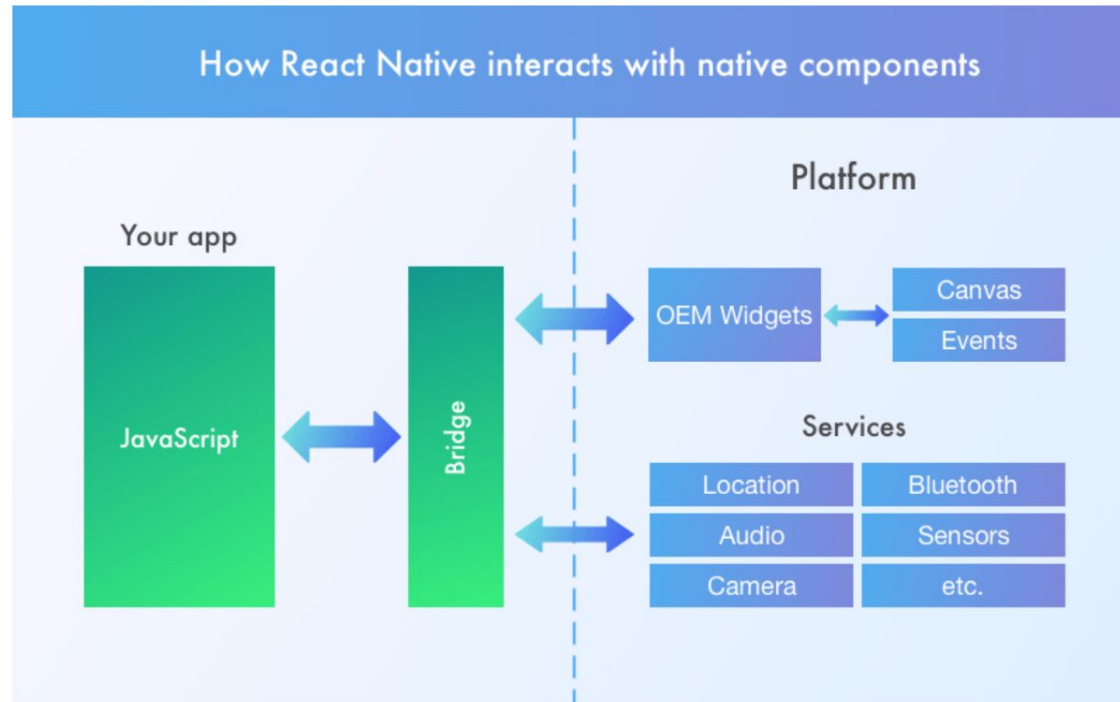 How React Native interacts with native components
Platform
Your app
JavaScript
Bridge
OEM Widgets
Canvas
Events
Services
Location
Bluetooth
Audio
Sensors
Camera
etc.